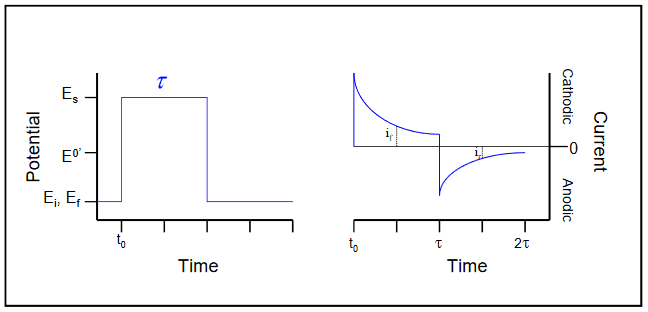 τ
Potential
Es
E0'
Ei, Ef
t0
Time
if
ir
Cathodic
0
Anodic
Current
t0
τ
2τ
Time